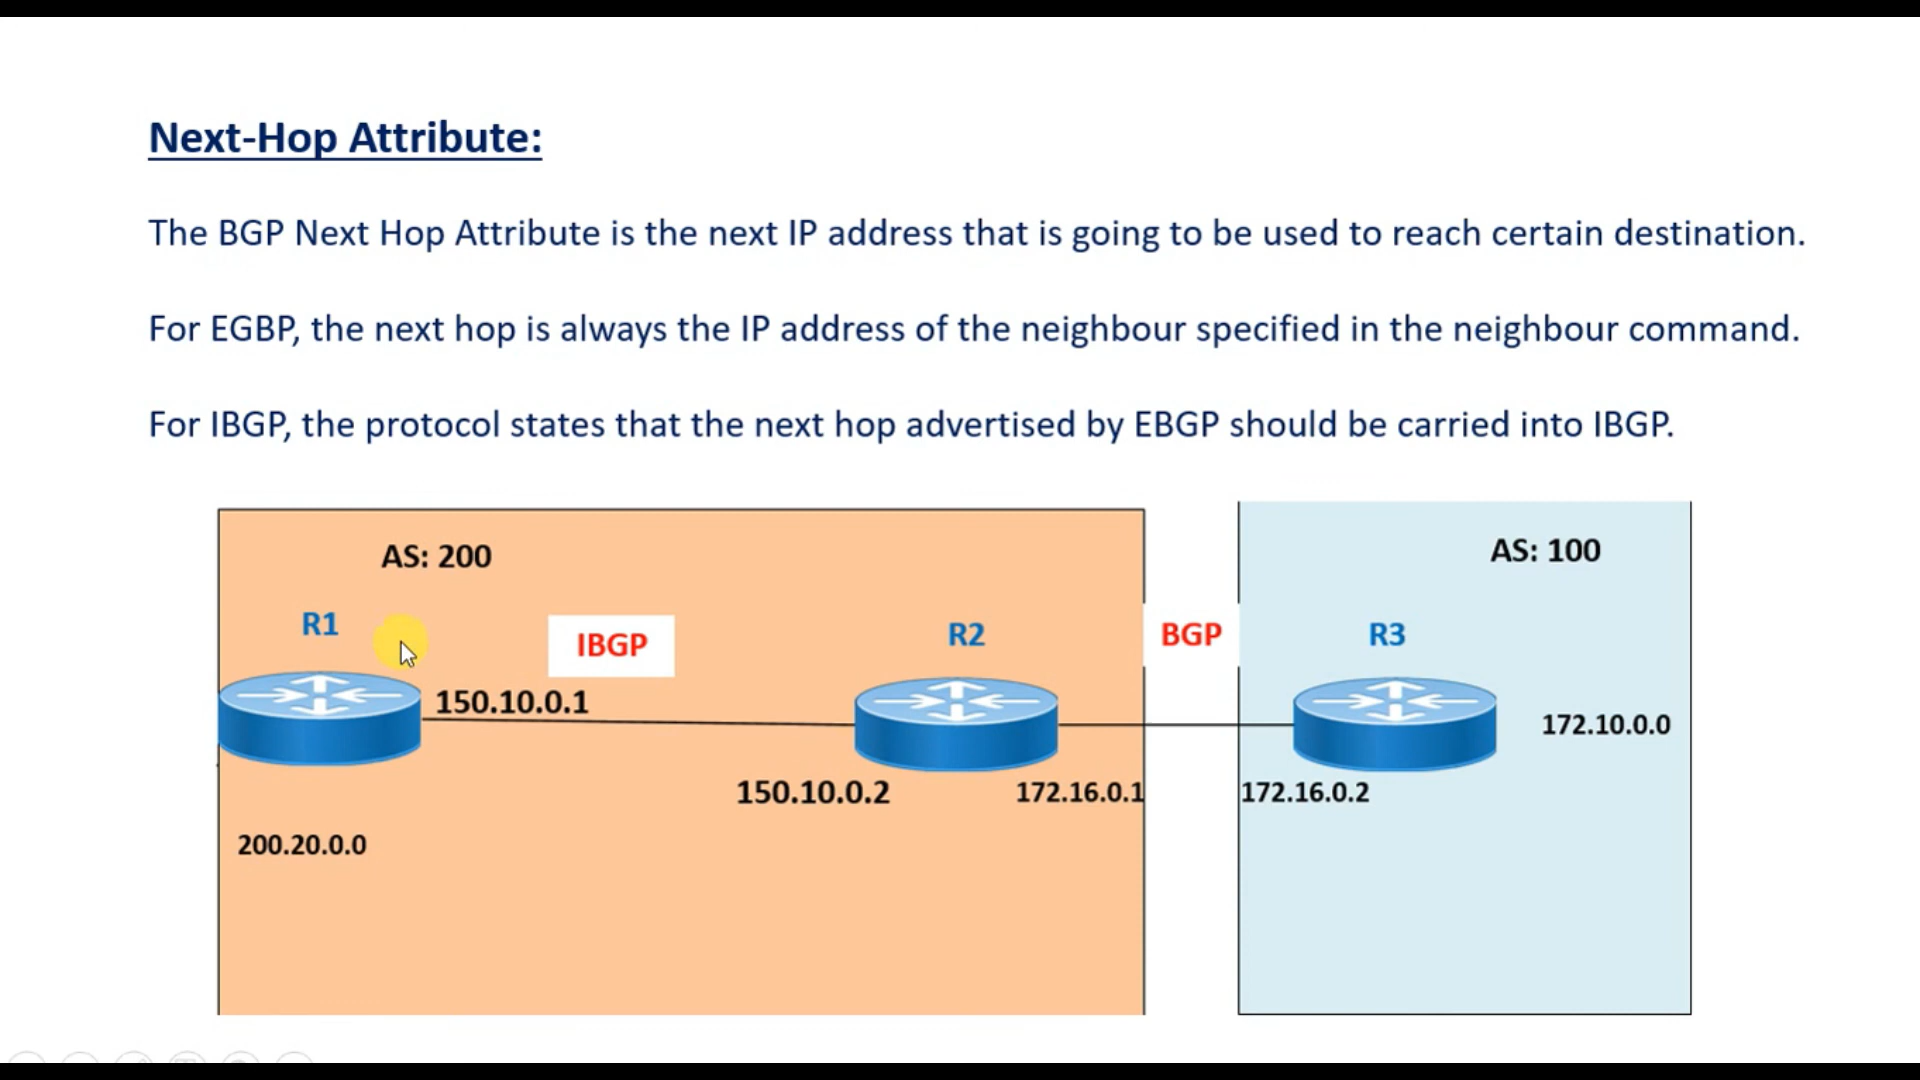 Next-Hop Attribute:
The BGP Next Hop Attribute is the next IP address that is going to be used to reach certain destination.
For EGBP, the next hop is always the IP address of the neighbour specified in the neighbour command.
For IBGP, the protocol states that the next hop advertised by EBGP should be carried into IBGP.
AS: 200
AS: 100
R1
IBGP
R2
BGP
R3
150.10.0.1
172.10.0.0
150.10.0.2
172.16.0.1
172.16.0.2
200.20.0.0